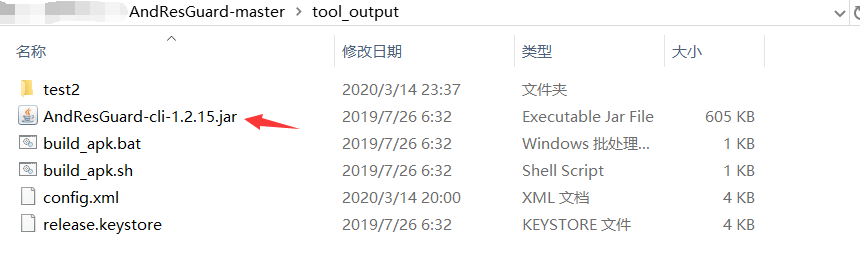 AndResGuard-master > tool_output
名称 修改日期 类型 大小
test2 2020/3/14 23:37 文件夹
AndResGuard-cli-1.2.15.jar 2019/7/26 6:32 Executable Jar File 605 KB
build_apk.bat 2019/7/26 6:32 Windows 批处理... 1 KB
build_apk.sh 2019/7/26 6:32 Shell Script 1 KB
config.xml 2020/3/14 20:00 XML 文档 4 KB
release.keystore 2019/7/26 6:32 KEYSTORE 文件 4 KB